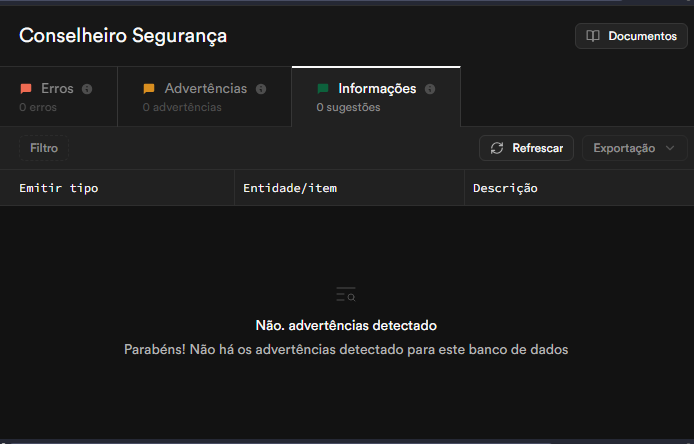 Conselheiro Segurança
Documentos
Erros
0 erros
Advertências
0 advertências
Informações
0 sugestões
Filtro
Refrescar
Exportação
Emitir tipo
Entidade/item
Descrição
Não. advertências detectado
Parabéns! Não há os advertências detectado para este banco de dados